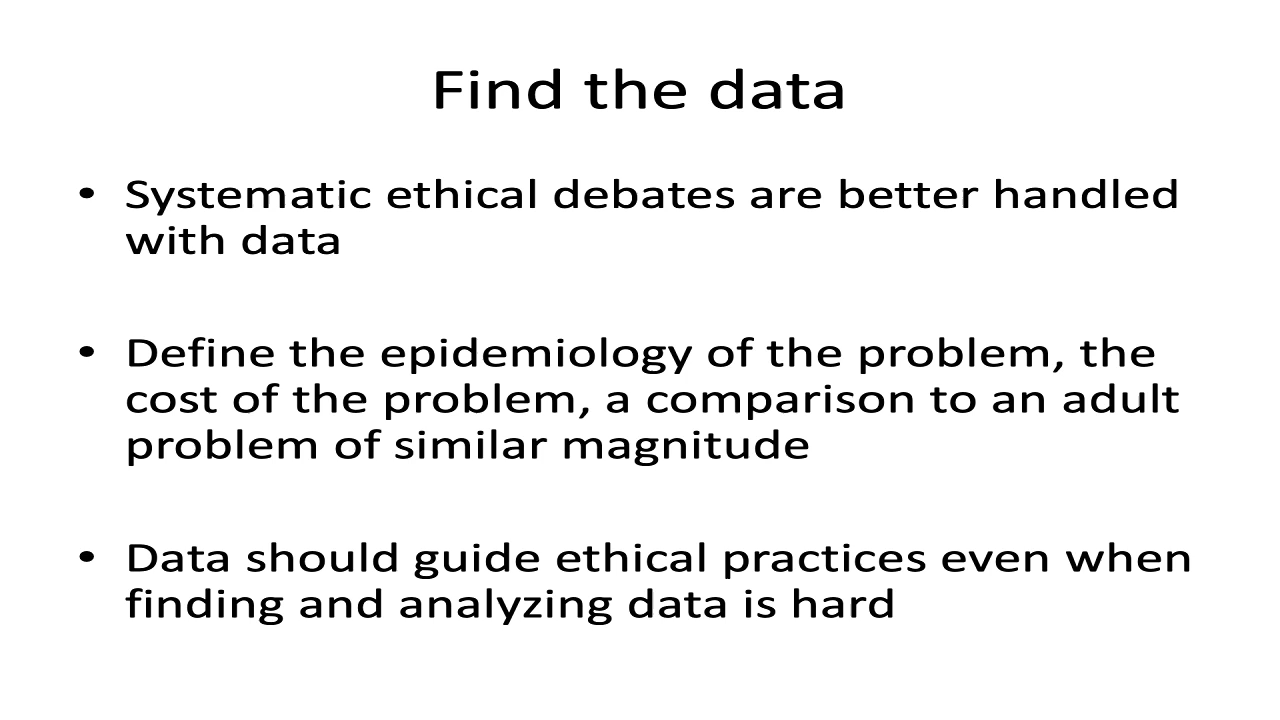 Find the data
• Systematic ethical debates are better handled
with data
• Define the epidemiology of the problem, the
cost of the problem, a comparison to an adult
problem of similar magnitude
• Data should guide ethical practices even when
finding and analyzing data is hard